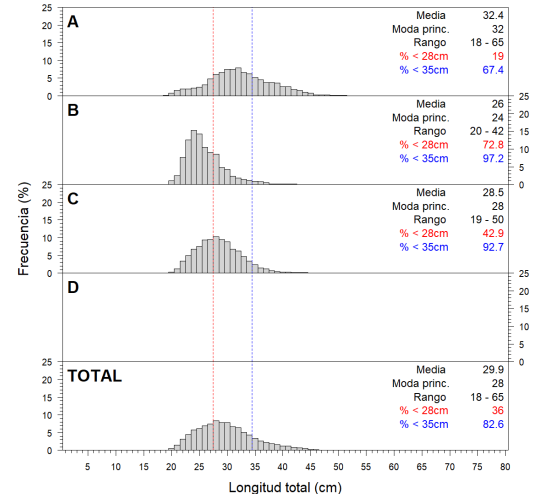 25
20
15
10
5
0
A
Media 32.4
Moda princ. 32
Rango 18 - 65
% < 28cm 19
% < 35cm 67.4
25
20
15
10
5
0
B
Media 26
Moda princ. 24
Rango 20 - 42
% < 28cm 72.8
% < 35cm 97.2
25
20
15
10
5
0
C
Media 28.5
Moda princ. 28
Rango 19 - 50
% < 28cm 42.9
% < 35cm 92.7
25
20
15
10
5
0
D
25
20
15
10
5
0
TOTAL
Media 29.9
Moda princ. 28
Rango 18 - 65
% < 28cm 36
% < 35cm 82.6
Frecuencia (%)
5 10 15 20 25 30 35 40 45 50 55 60 65 70 75 80
Longitud total (cm)